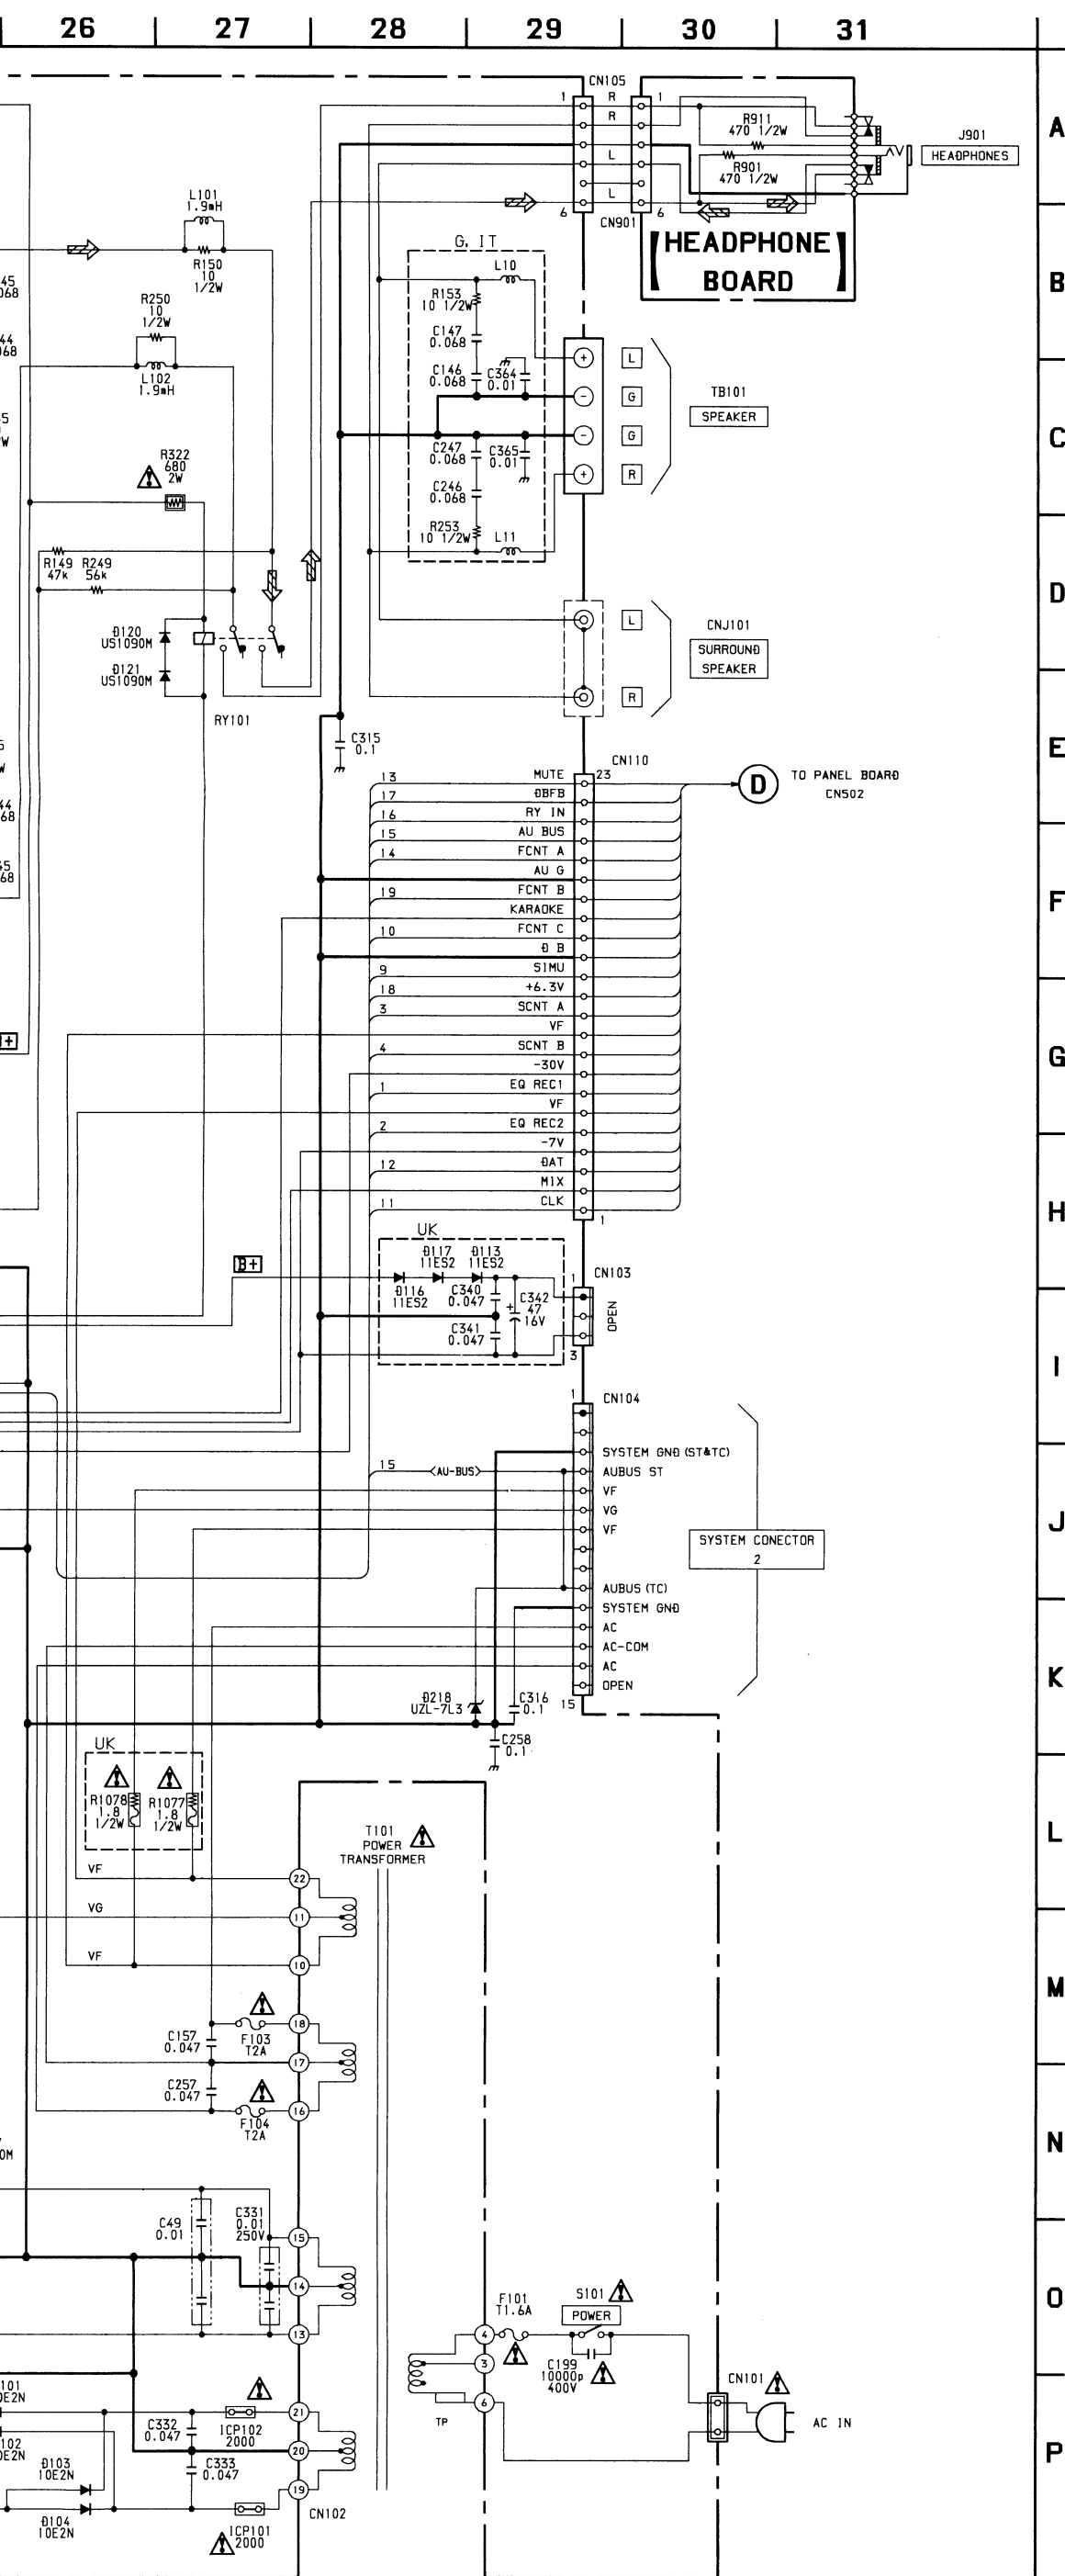 26 27 28 29 30 31
A
B
C
D
E
F
G
H
I
J
K
L
M
N
O
P
CN105
1 R 1
R
L
L
6 6
CN901
R911
470 1/2W
R901
470 1/2W
J901
HEADPHONES
HEADPHONE
BOARD
L101
1.9mH
R150
10
1/2W
R250
10
1/2W
L102
1.9mH
G, IT
L10
R153
10 1/2W
C147
0.068
C146
0.068
C364
0.01
C247
0.068
C365
0.01
C246
0.068
R253
10 1/2W
L11
+ L
- G
- G
+ R
TB101
SPEAKER
R322
680
2W
R149
47k
R249
56k
D120
US1090M
D121
US1090M
RY101
L
R
CNJ101
SURROUND
SPEAKER
C315
0.1
CN110
13 MUTE 23
17 DBFB
16 RY IN
15 AU BUS
14 FCNT A
AU G
19 FCNT B
KARAOKE
10 FCNT C
D B
9 SIMU
18 +6.3V
3 SCNT A
VF
4 SCNT B
-30V
1 EQ REC1
VF
2 EQ REC2
-7V
12 DAT
MIX
11 CLK
1
D
TO PANEL BOARD
CN502
UK
B+
D117
11ES2
D113
11ES2
D116
11ES2
C340
0.047
C342
47
16V
+
C341
0.047
CN103
1
OPEN
3
1
CN104
SYSTEM GND (ST&TC)
15 <AU-BUS> AUBUS ST
VF
VG
VF
AUBUS (TC)
SYSTEM GND
AC
AC-COM
AC
OPEN
15
SYSTEM CONECTOR
2
D218
UZL-7L3
C316
0.1
C258
0.1
UK
R1078
1.8
1/2W
R1077
1.8
1/2W
T101
POWER
TRANSFORMER
VF 22
VG 11
VF 10
18
F103
T2A
C157
0.047
17
C257
0.047
16
F104
T2A
C49
0.01
C331
0.01
250V
15
14
13
F101
T1.6A
S101
POWER
4
3
6
TP
C199
10000p
400V
CN101
AC IN
21
C332
0.047
ICP102
2000
20
C333
0.047
19
CN102
D103
10E2N
D104
10E2N
ICP101
2000